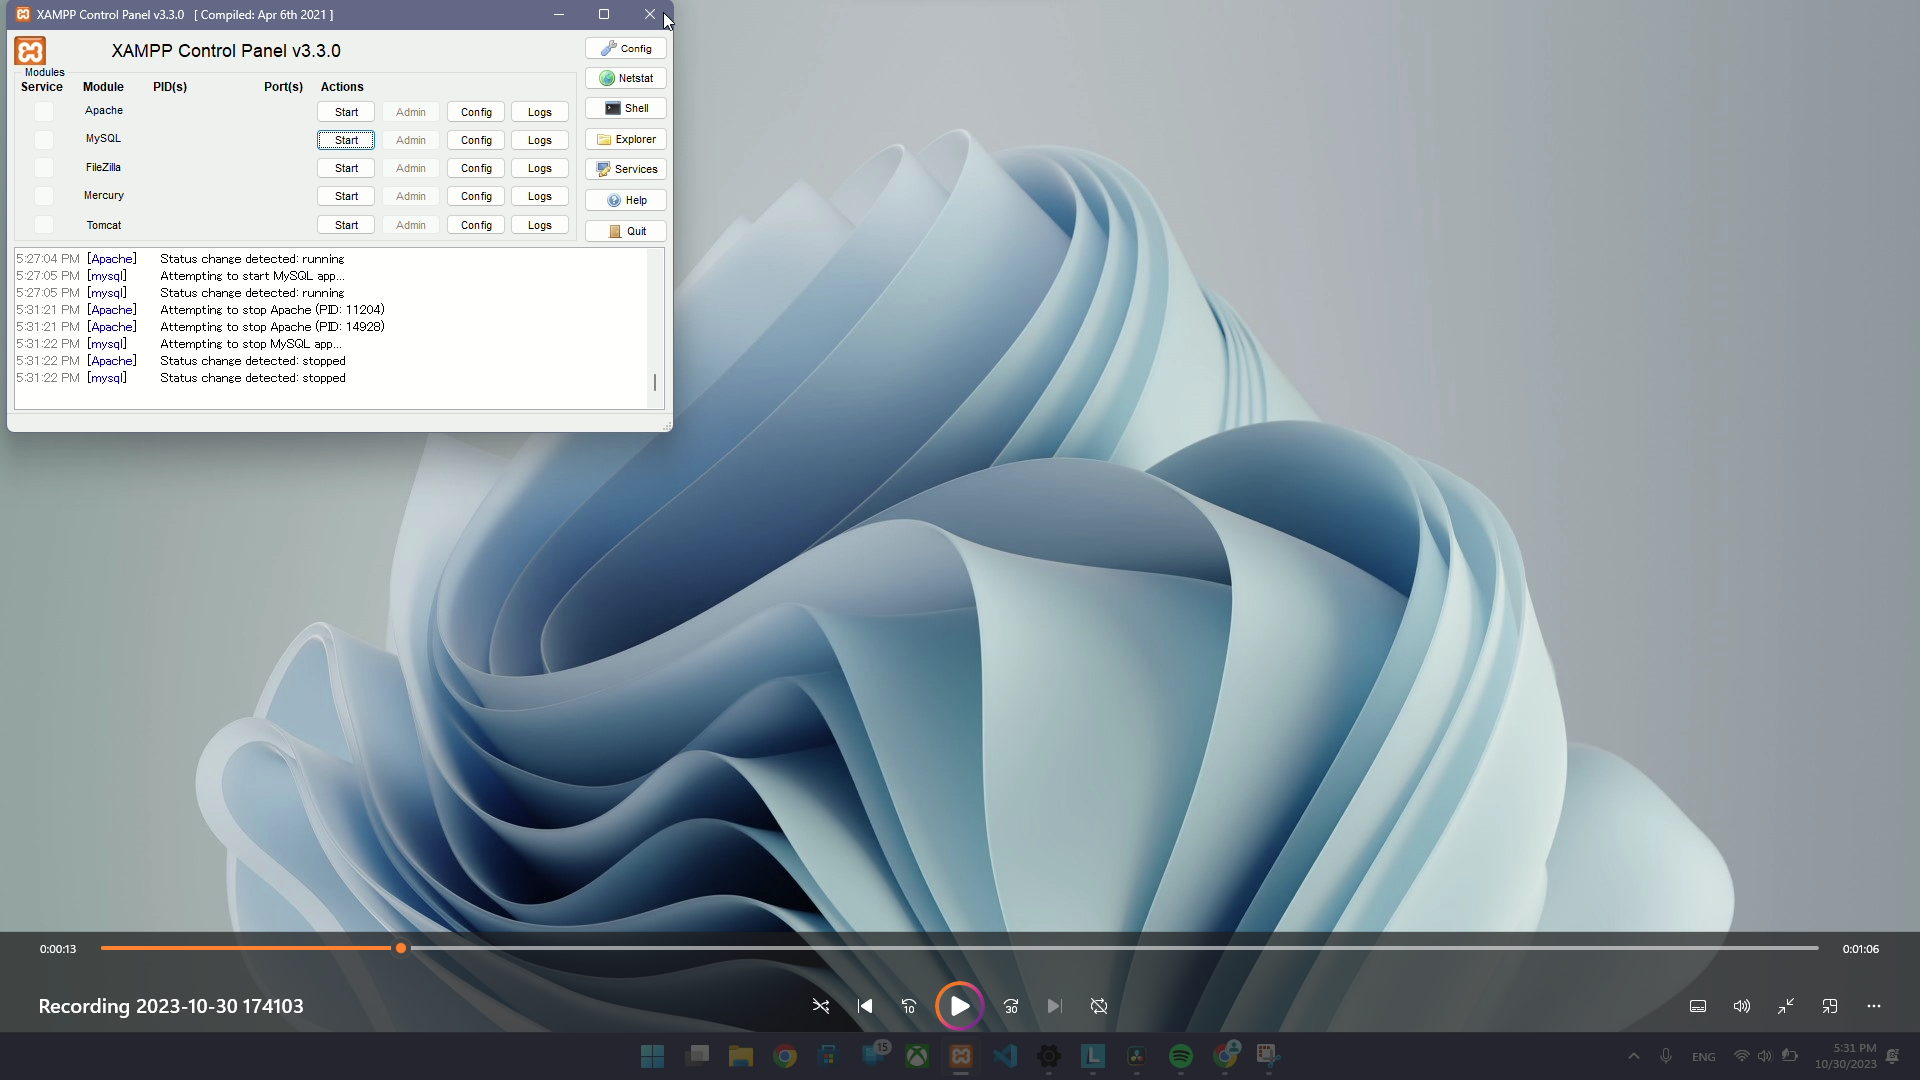 XAMPP Control Panel v3.3.0 [ Compiled: Apr 6th 2021 ]
XAMPP Control Panel v3.3.0
Config
Modules
Service Module PID(s) Port(s) Actions
Netstat
Apache Start Admin Config Logs
Shell
MySQL Start Admin Config Logs
Explorer
FileZilla Start Admin Config Logs
Services
Mercury Start Admin Config Logs
Help
Tomcat Start Admin Config Logs
Quit
5:27:04 PM [Apache] Status change detected: running
5:27:05 PM [mysql] Attempting to start MySQL app...
5:27:05 PM [mysql] Status change detected: running
5:31:21 PM [Apache] Attempting to stop Apache (PID: 11204)
5:31:21 PM [Apache] Attempting to stop Apache (PID: 14928)
5:31:22 PM [mysql] Attempting to stop MySQL app...
5:31:22 PM [Apache] Status change detected: stopped
5:31:22 PM [mysql] Status change detected: stopped
0:00:13 0:01:06
Recording 2023-10-30 174103 10 30
15 L ENG 5:31 PM
10/30/2023